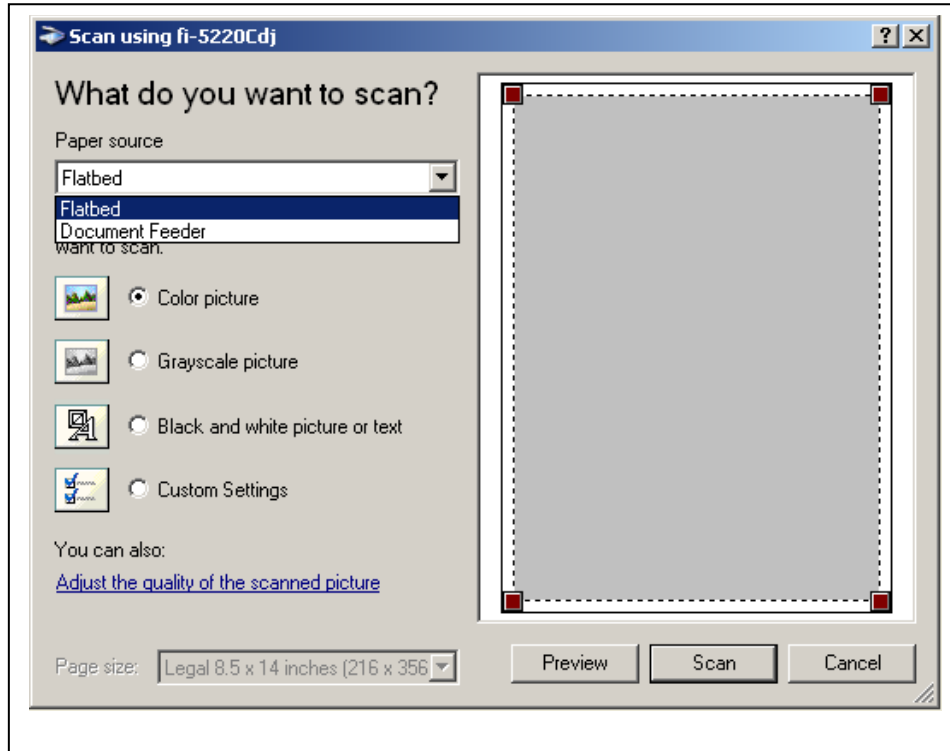 Scan using fi-5220Cdj
What do you want to scan?
Paper source
Flatbed
Flatbed
Document Feeder
want to scan.
Color picture
Grayscale picture
Black and white picture or text
Custom Settings
You can also:
Adjust the quality of the scanned picture
Page size: Legal 8.5 x 14 inches (216 x 356
Preview Scan Cancel